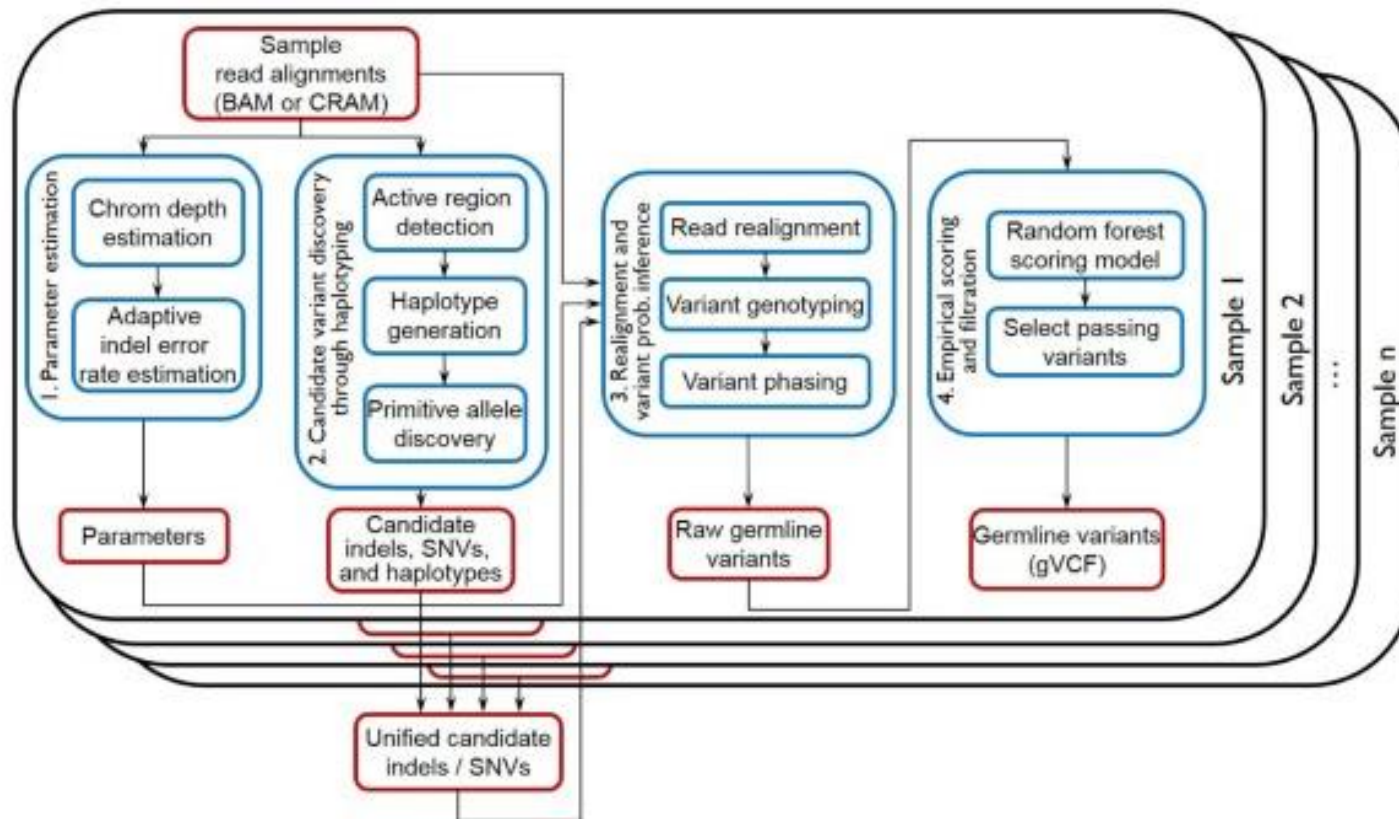 Sample
read alignments
(BAM or CRAM)
1. Parameter estimation
Chrom depth
estimation
Adaptive
indel error
rate estimation
2. Candidate variant discovery
through haplotyping
Active region
detection
Haplotype
generation
Primitive allele
discovery
3. Realignment and
variant prob. inference
Read realignment
Variant genotyping
Variant phasing
4. Empirical scoring
and filtration
Random forest
scoring model
Select passing
variants
Sample 1
Sample 2
...
Sample n
Parameters
Candidate
indels, SNVs,
and haplotypes
Raw germline
variants
Germline variants
(gVCF)
Unified candidate
indels / SNVs